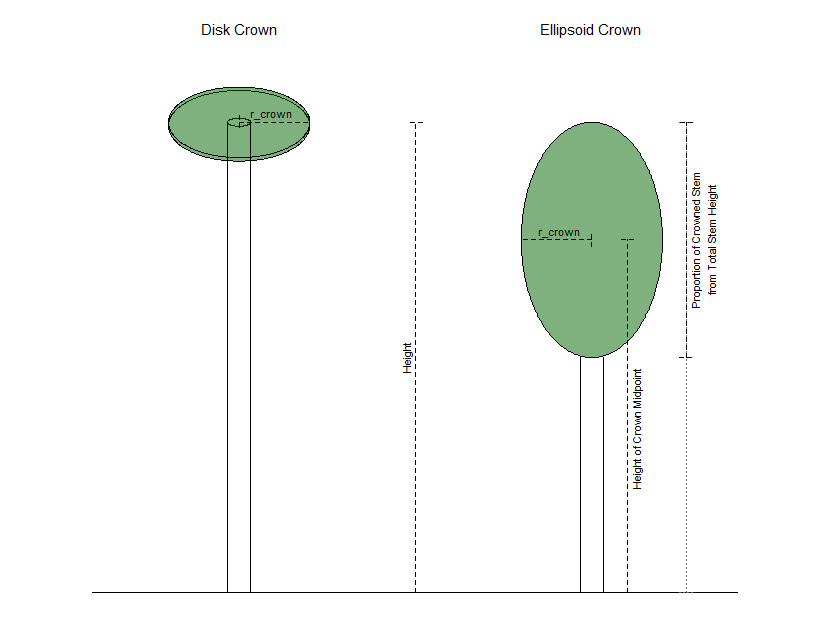 Disk Crown
Ellipsoid Crown
r_crown
r_crown
Height
Height of Crown Midpoint
Proportion of Crowned Stem
from Total Stem Height